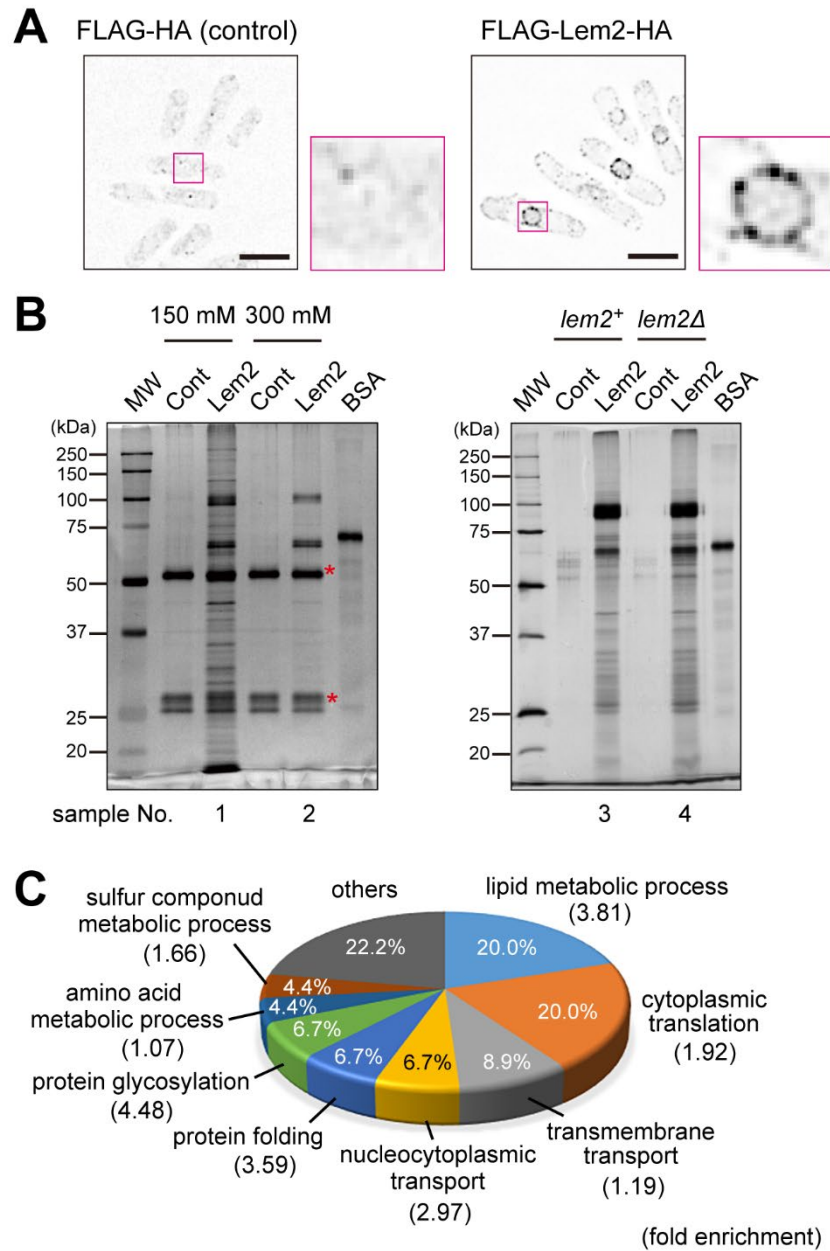 A
FLAG-HA (control)
FLAG-Lem2-HA
B
150 mM 300 mM
MW Cont Lem2 Cont Lem2 BSA
(kDa)
250
150
100
75
50
*
37
25
*
20
sample No. 1 2
lem2⁺ lem2Δ
MW Cont Lem2 Cont Lem2 BSA
(kDa)
250
150
100
75
50
37
25
20
3 4
C
others
22.2%
lipid metabolic process
(3.81)
20.0%
cytoplasmic
translation
(1.92)
20.0%
transmembrane
transport
(1.19)
8.9%
nucleocytoplasmic
transport
(2.97)
6.7%
protein folding
(3.59)
6.7%
protein glycosylation
(4.48)
6.7%
amino acid
metabolic process
(1.07)
4.4%
sulfur componud
metabolic process
(1.66)
4.4%
(fold enrichment)